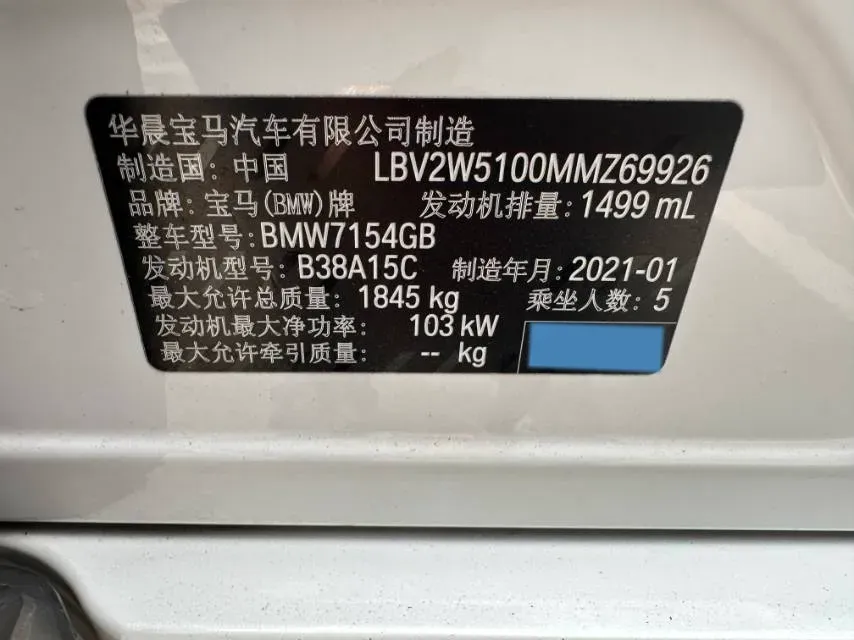 华晨宝马汽车有限公司制造
制造国: 中国 LBV2W5100MMZ69926
品牌: 宝马(BMW)牌 发动机排量: 1499 mL
整车型号: BMW7154GB
发动机型号: B38A15C 制造年月: 2021-01
最大允许总质量: 1845 kg 乘坐人数: 5
发动机最大净功率: 103 kW
最大允许牵引质量: -- kg